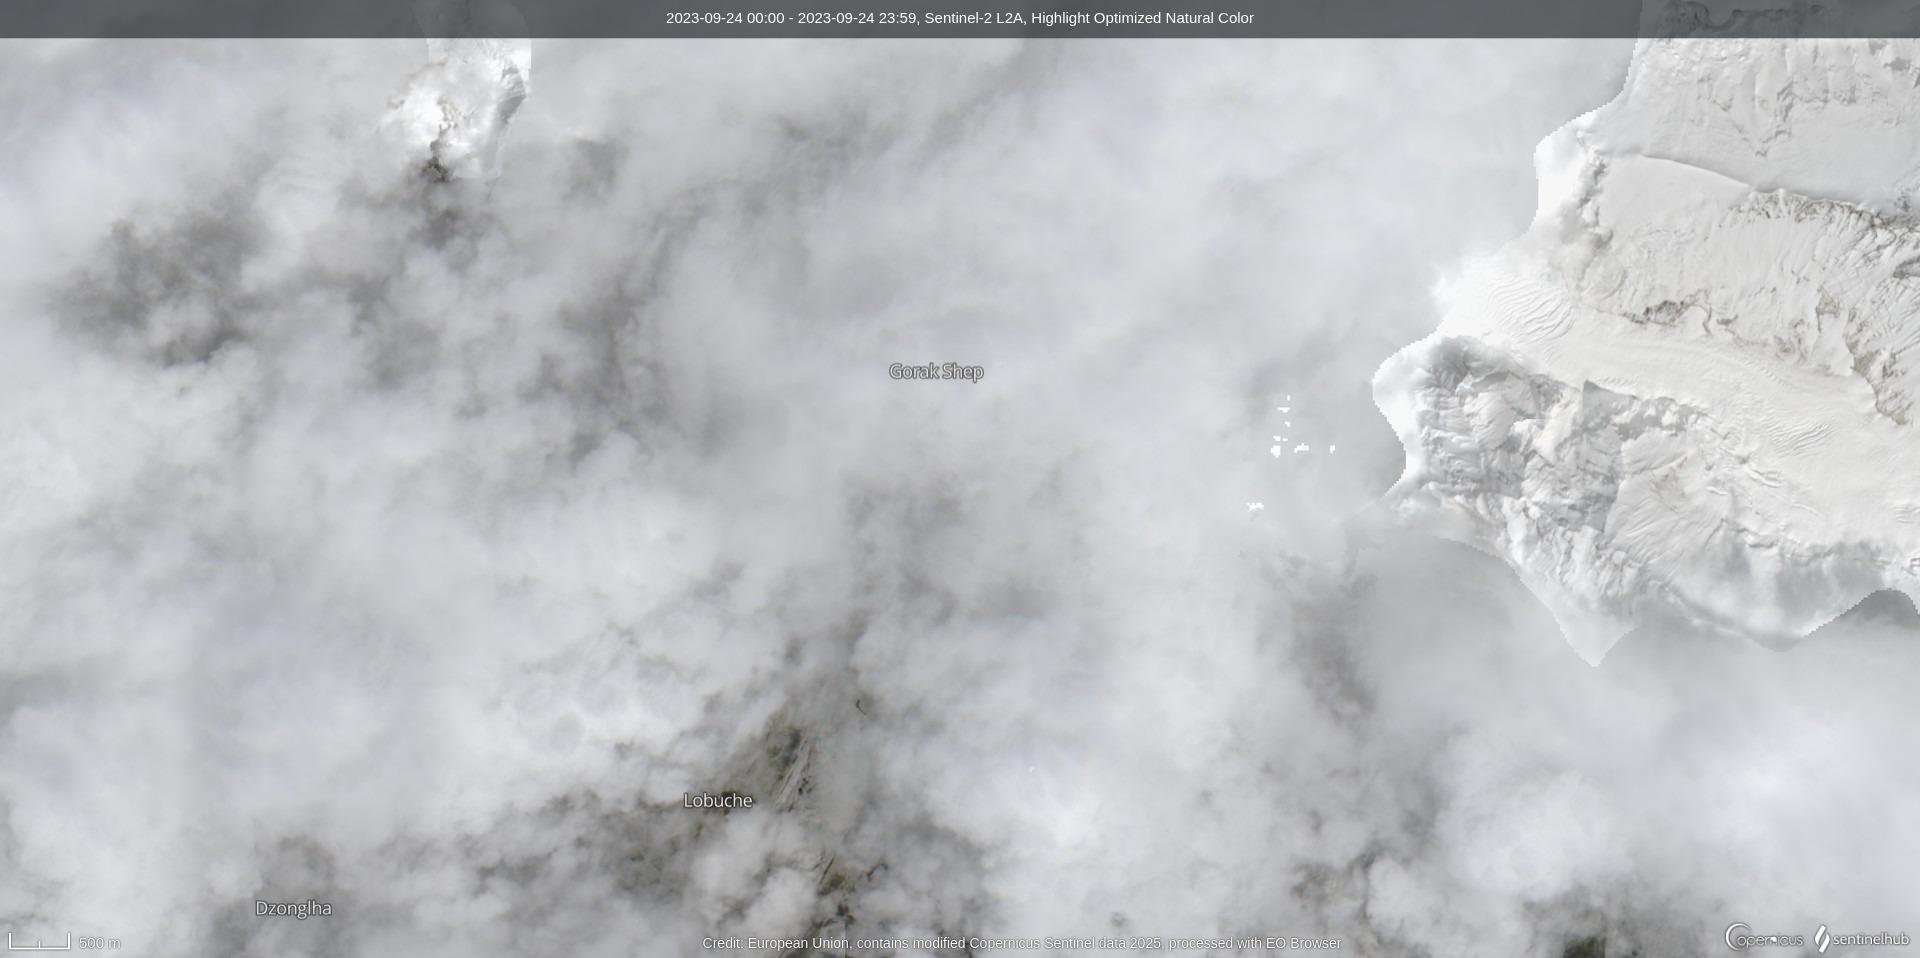 2023-09-24 00:00 - 2023-09-24 23:59, Sentinel-2 L2A, Highlight Optimized Natural Color
Gorak Shep
Lobuche
Dzonglha
500 m
Credit: European Union, contains modified Copernicus Sentinel data 2025, processed with EO Browser
Copernicus
sentinelhub